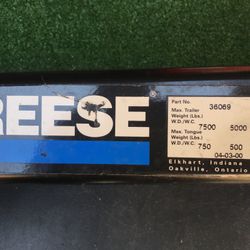 REESE®
Part No.
36069
Max. Trailer
Weight (Lbs.)
W.D./W.C.
7500 5000
Max. Tongue
Weight (Lbs.)
W.D./W.C.
750 500
04-03-00
Elkhart, Indiana
Oakville, Ontario